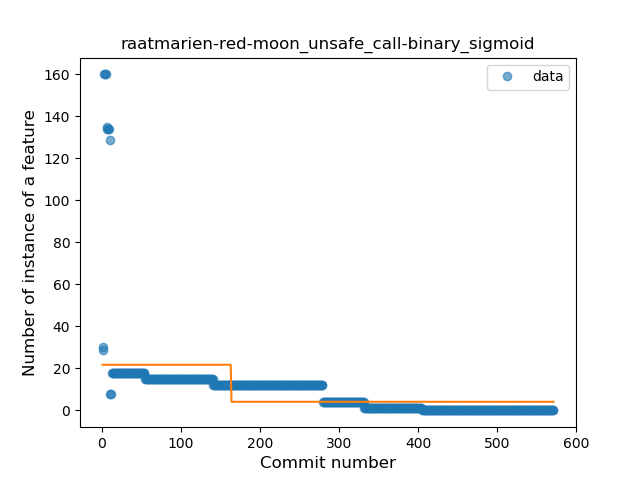 raatmarien-red-moon_unsafe_call-binary_sigmoid
data
Number of instance of a feature
160
140
120
100
80
60
40
20
0
0 100 200 300 400 500 600
Commit number